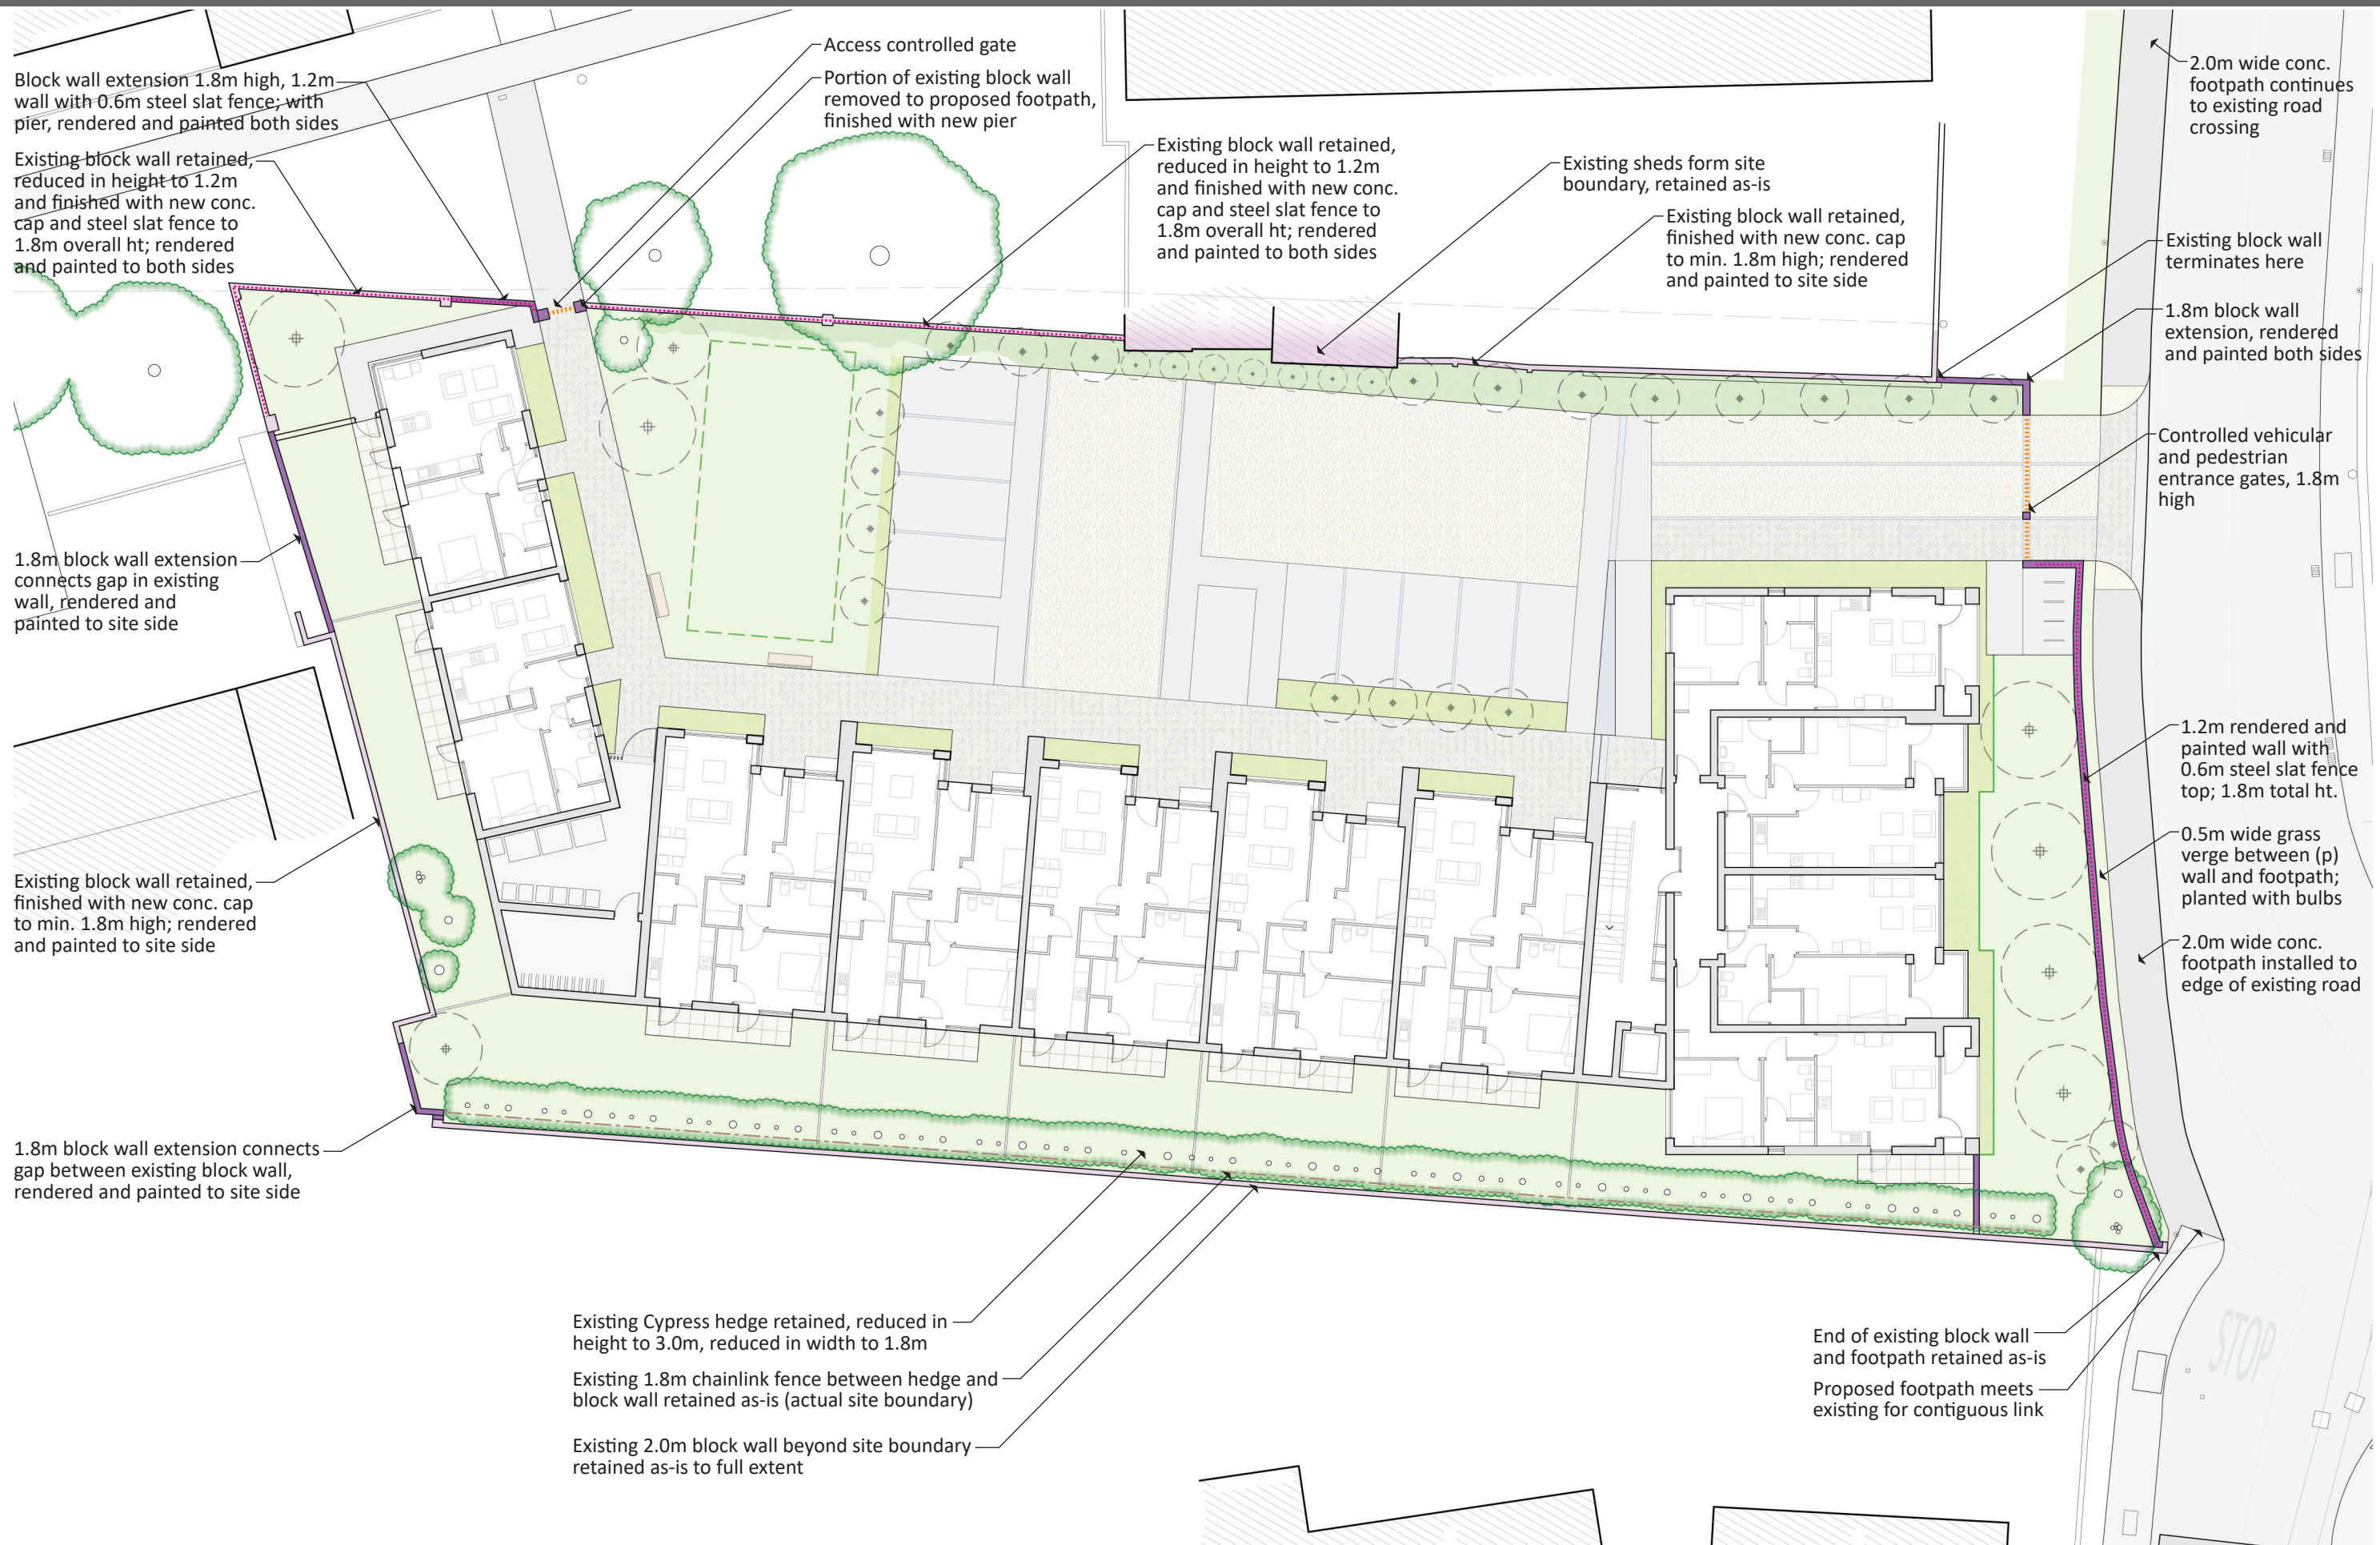 Access controlled gate
Portion of existing block wall
removed to proposed footpath,
finished with new pier
Block wall extension 1.8m high, 1.2m
wall with 0.6m steel slat fence; with
pier, rendered and painted both sides
Existing block wall retained,
reduced in height to 1.2m
and finished with new conc.
cap and steel slat fence to
1.8m overall ht; rendered
and painted to both sides
Existing block wall retained,
reduced in height to 1.2m
and finished with new conc.
cap and steel slat fence to
1.8m overall ht; rendered
and painted to both sides
Existing sheds form site
boundary, retained as-is
Existing block wall retained,
finished with new conc. cap
to min. 1.8m high; rendered
and painted to site side
2.0m wide conc.
footpath continues
to existing road
crossing
Existing block wall
terminates here
1.8m block wall
extension, rendered
and painted both sides
Controlled vehicular
and pedestrian
entrance gates, 1.8m
high
1.8m block wall extension
connects gap in existing
wall, rendered and
painted to site side
1.2m rendered and
painted wall with
0.6m steel slat fence
top; 1.8m total ht.
0.5m wide grass
verge between (p)
wall and footpath;
planted with bulbs
2.0m wide conc.
footpath installed to
edge of existing road
Existing block wall retained,
finished with new conc. cap
to min. 1.8m high; rendered
and painted to site side
1.8m block wall extension connects
gap between existing block wall,
rendered and painted to site side
Existing Cypress hedge retained, reduced in
height to 3.0m, reduced in width to 1.8m
Existing 1.8m chainlink fence between hedge and
block wall retained as-is (actual site boundary)
Existing 2.0m block wall beyond site boundary
retained as-is to full extent
End of existing block wall
and footpath retained as-is
Proposed footpath meets
existing for contiguous link
STOP